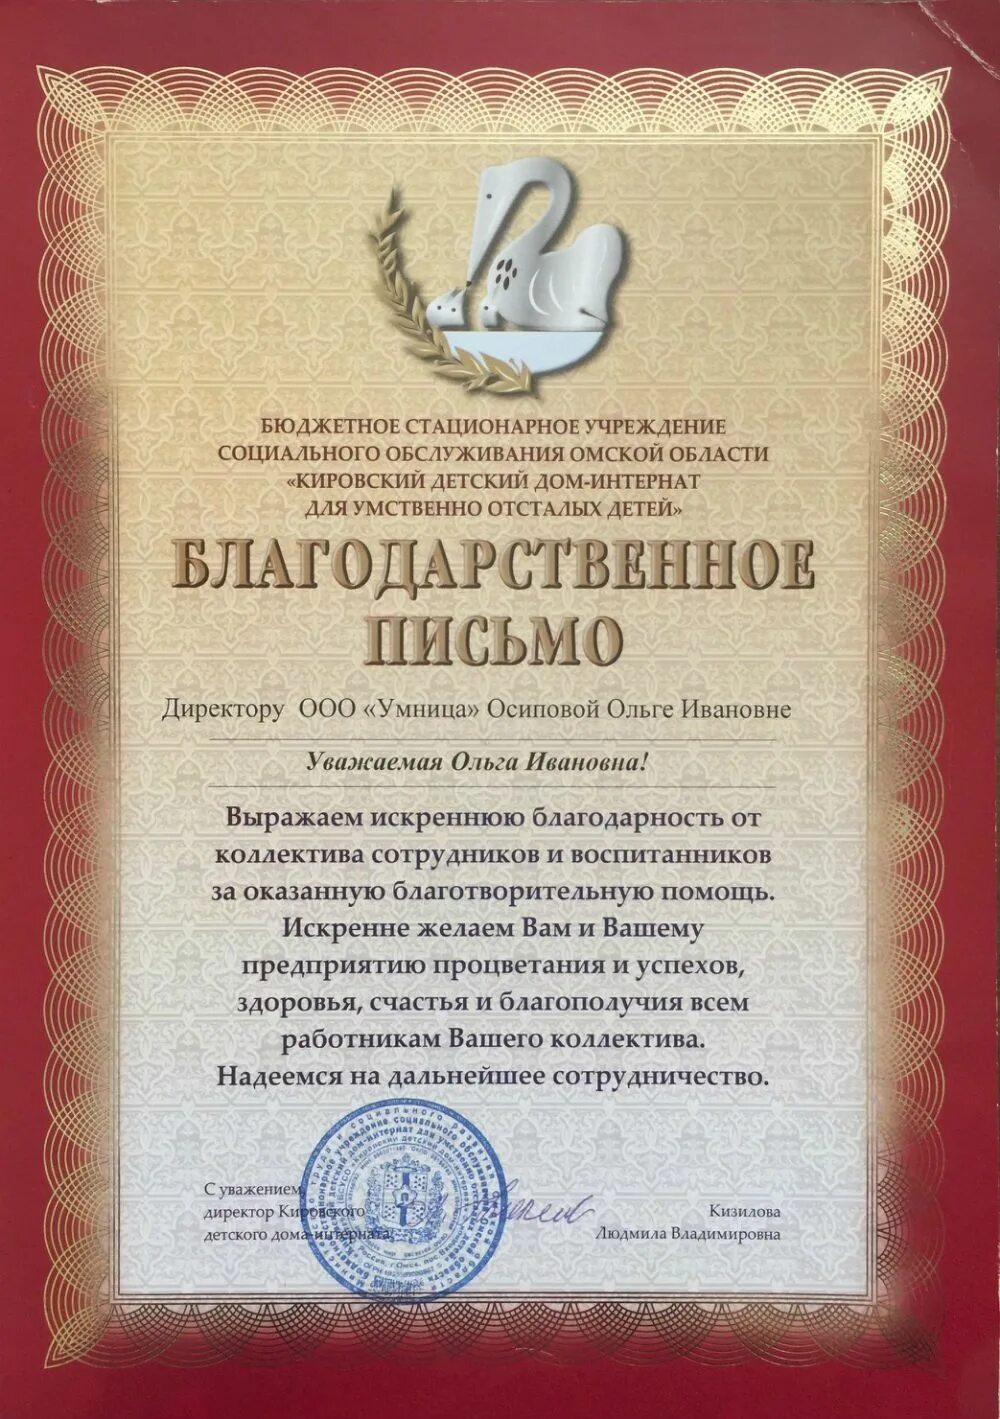 БЮДЖЕТНОЕ СТАЦИОНАРНОЕ УЧРЕЖДЕНИЕ
СОЦИАЛЬНОГО ОБСЛУЖИВАНИЯ ОМСКОЙ ОБЛАСТИ
«КИРОВСКИЙ ДЕТСКИЙ ДОМ-ИНТЕРНАТ
ДЛЯ УМСТВЕННО ОТСТАЛЫХ ДЕТЕЙ»
БЛАГОДАРСТВЕННОЕ
ПИСЬМО
Директору ООО «Умница» Осиповой Ольге Ивановне
Уважаемая Ольга Ивановна!
Выражаем искреннюю благодарность от
коллектива сотрудников и воспитанников
за оказанную благотворительную помощь.
Искренне желаем Вам и Вашему
предприятию процветания и успехов,
здоровья, счастья и благополучия всем
работникам Вашего коллектива.
Надеемся на дальнейшее сотрудничество.
С уважением,
директор Кировского
детского дома-интерната
Кизилова
Людмила Владимировна